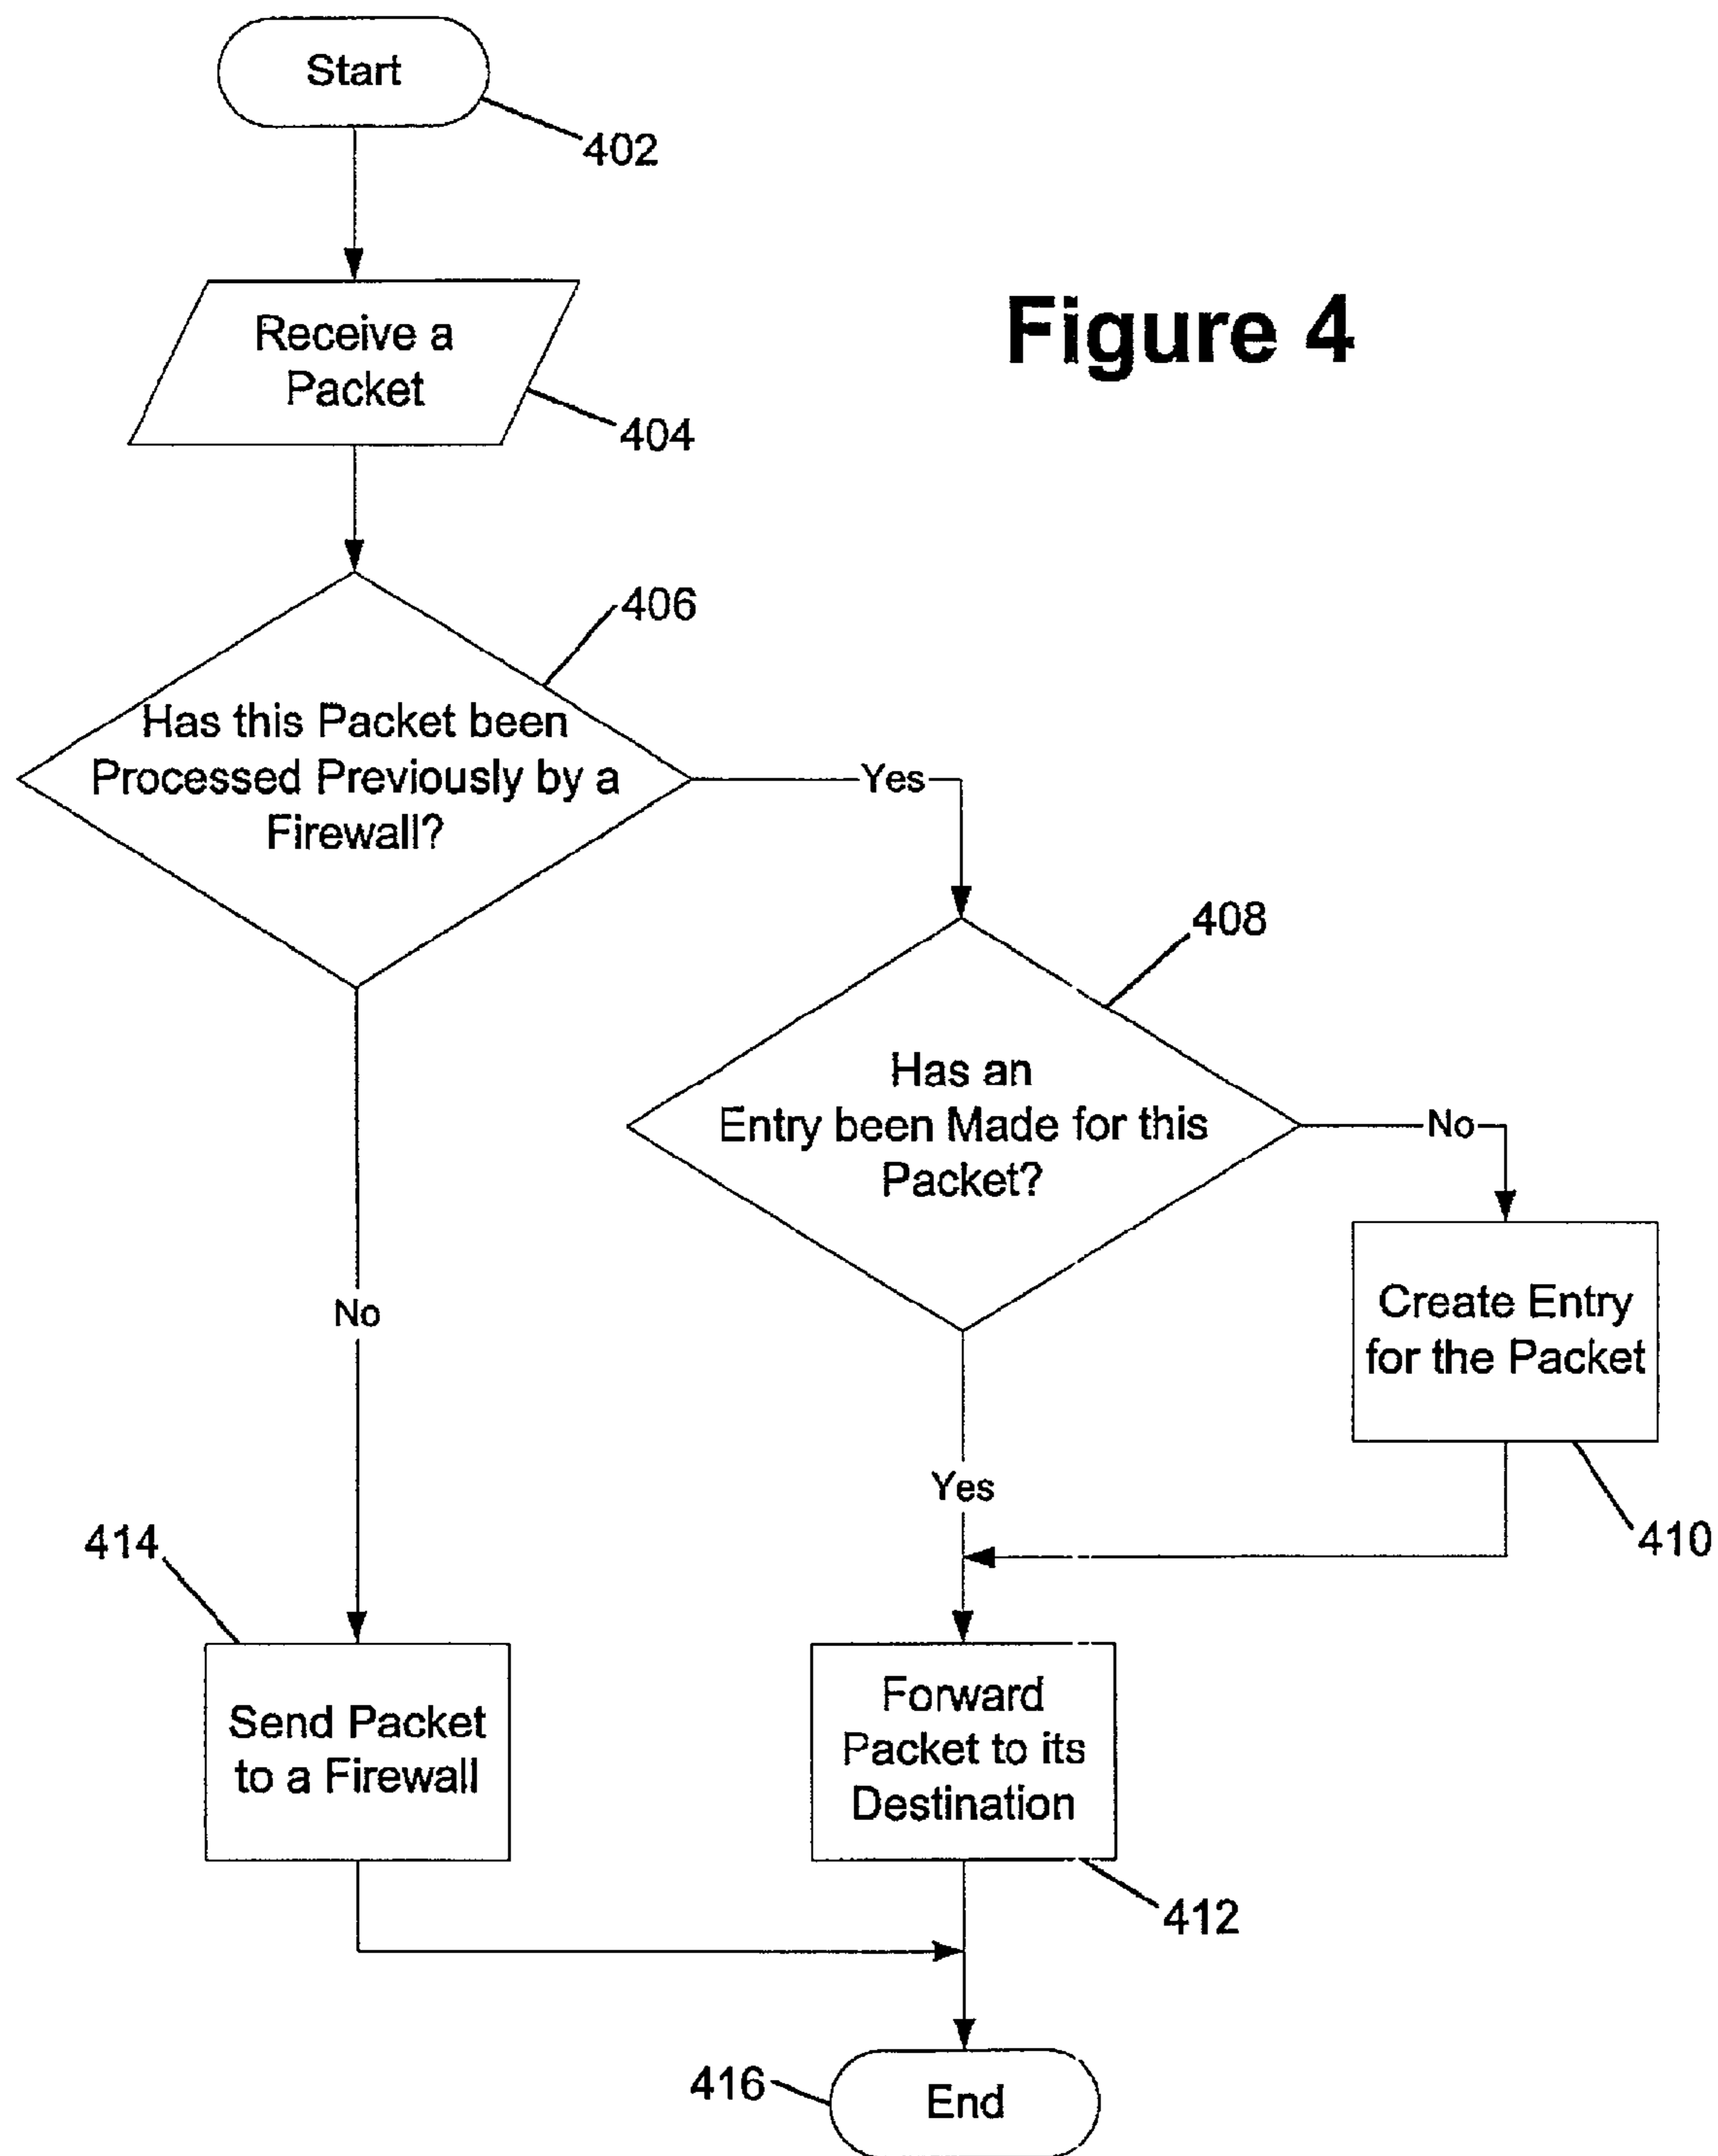 Start
402
Figure 4
Receive a
Packet
404
406
Has this Packet been
Processed Previously by a
Firewall?
Yes
408
Has an
Entry been Made for this
Packet?
No
Create Entry
for the Packet
410
No
Yes
414
Send Packet
to a Firewall
Forward
Packet to its
Destination
412
416
End